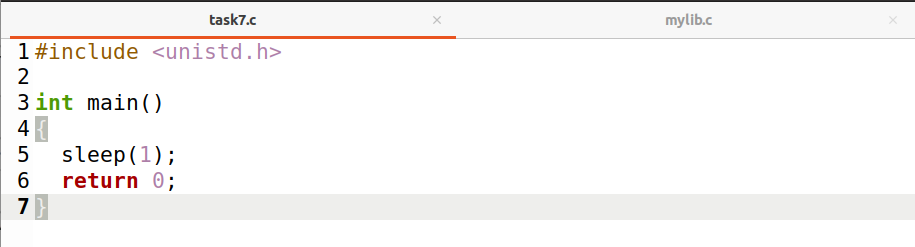 task7.c × mylib.c ×
1 #include <unistd.h>
2
3 int main()
4 {
5   sleep(1);
6   return 0;
7 }